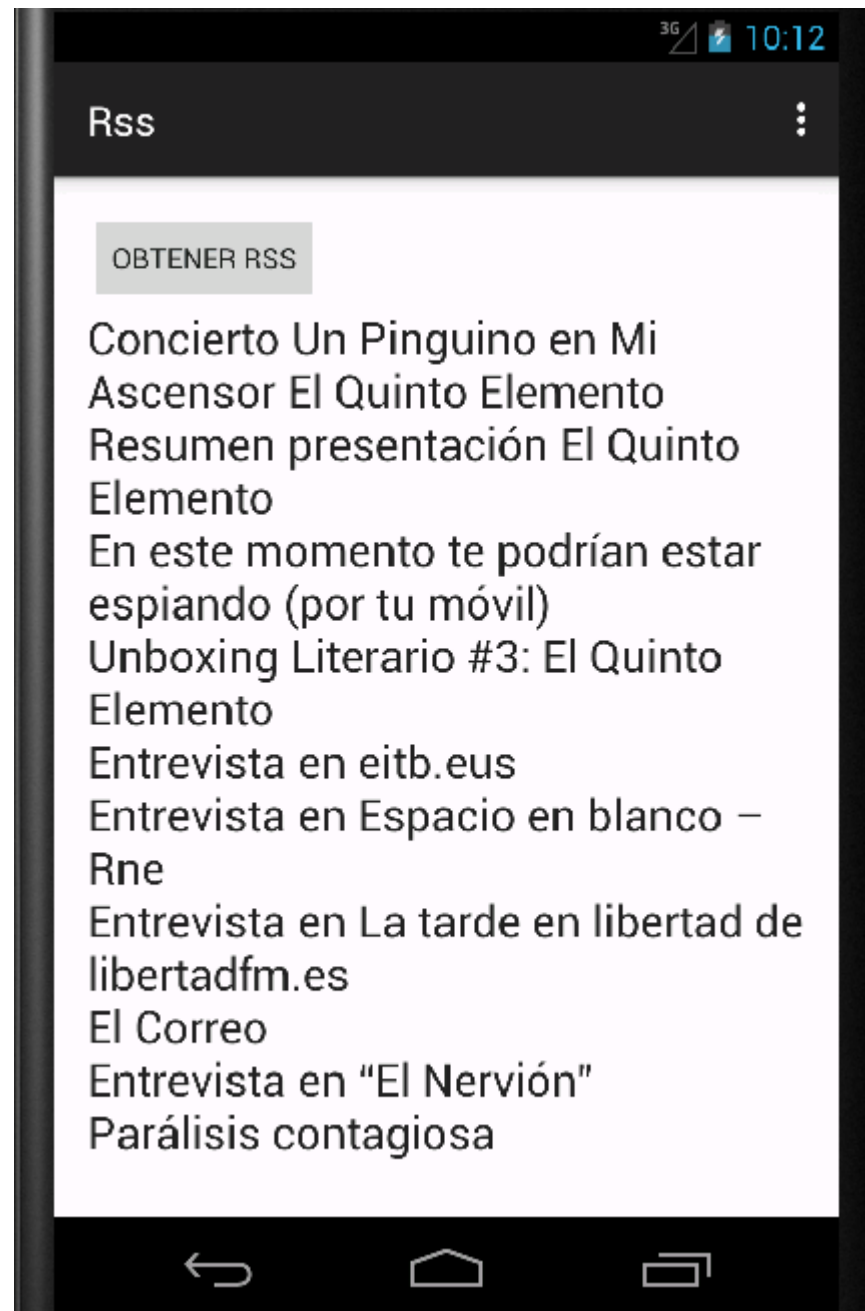 3G 10:12
Rss
OBTENER RSS
Concierto Un Pinguino en Mi
Ascensor El Quinto Elemento
Resumen presentación El Quinto
Elemento
En este momento te podrían estar
espiando (por tu móvil)
Unboxing Literario #3: El Quinto
Elemento
Entrevista en eitb.eus
Entrevista en Espacio en blanco –
Rne
Entrevista en La tarde en libertad de
libertadfm.es
El Correo
Entrevista en “El Nervión”
Parálisis contagiosa